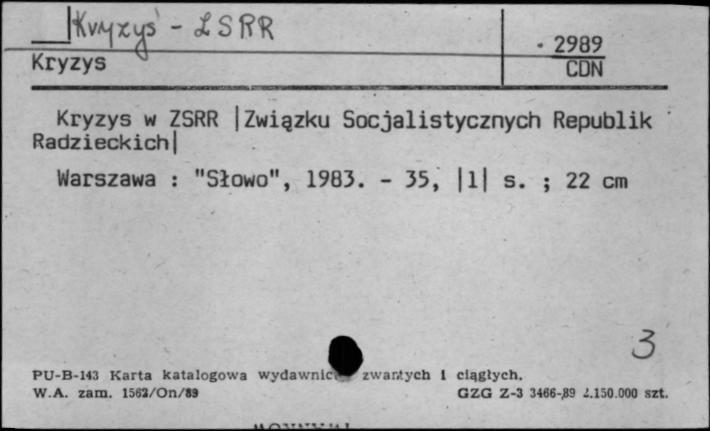 |Kryzys - ZSRR
· 2989
Kryzys
CDN
Kryzys w ZSRR |Związku Socjalistycznych Republik
Radzieckich|
Warszawa : "Słowo", 1983. - 35, |1| s. ; 22 cm
3
PU-B-143 Karta katalogowa zwartych i ciągłych.
W.A. zam. 1562/On/89 GZG Z-3 3466-89 2.150.000 szt.